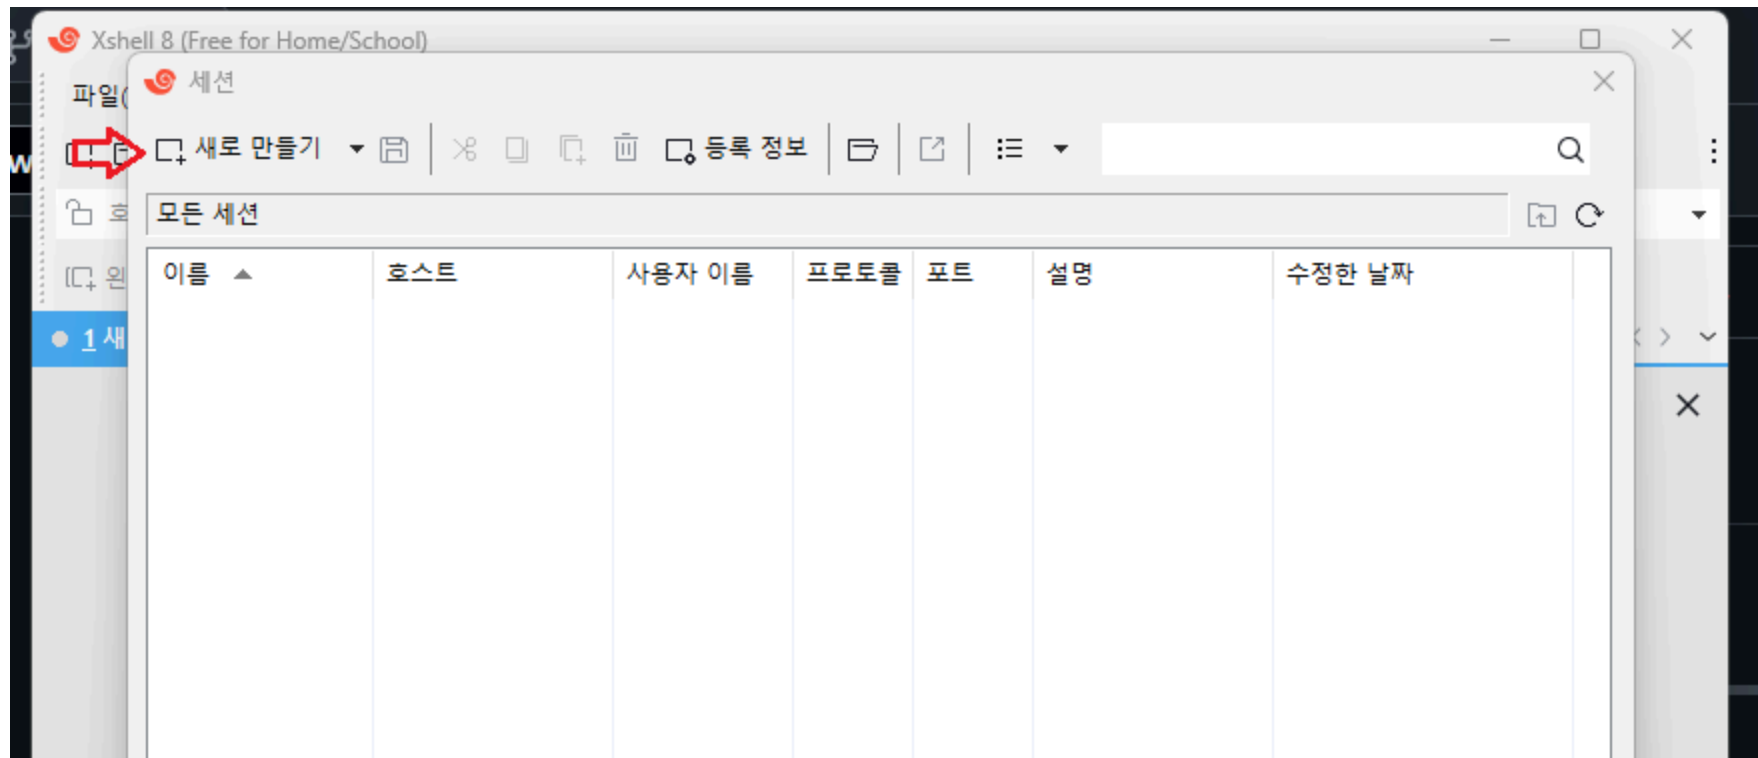 Xshell 8 (Free for Home/School)
세션
파일(
새로 만들기
등록 정보
모든 세션
이름 호스트 사용자 이름 프로토콜 포트 설명 수정한 날짜
1 새